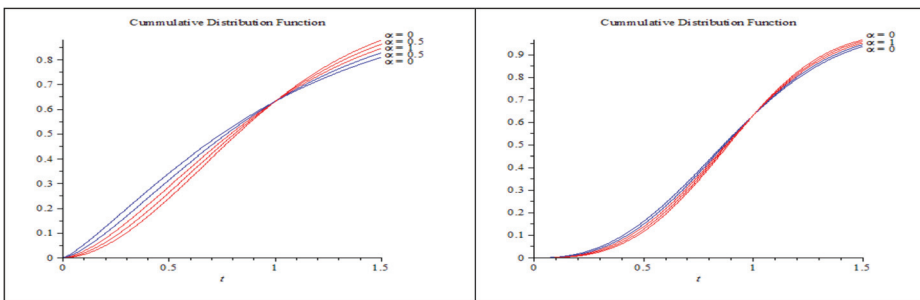 Cummulative Distribution Function
α = 0
α = 0.5
α = 1
α = 0.5
α = 0
0.8
0.7
0.6
0.5
0.4
0.3
0.2
0.1
0
0 0.5 1 1.5
t
Cummulative Distribution Function
α = 0
α = 1
α = 0
0.9
0.8
0.7
0.6
0.5
0.4
0.3
0.2
0.1
0
0 0.5 1 1.5
t